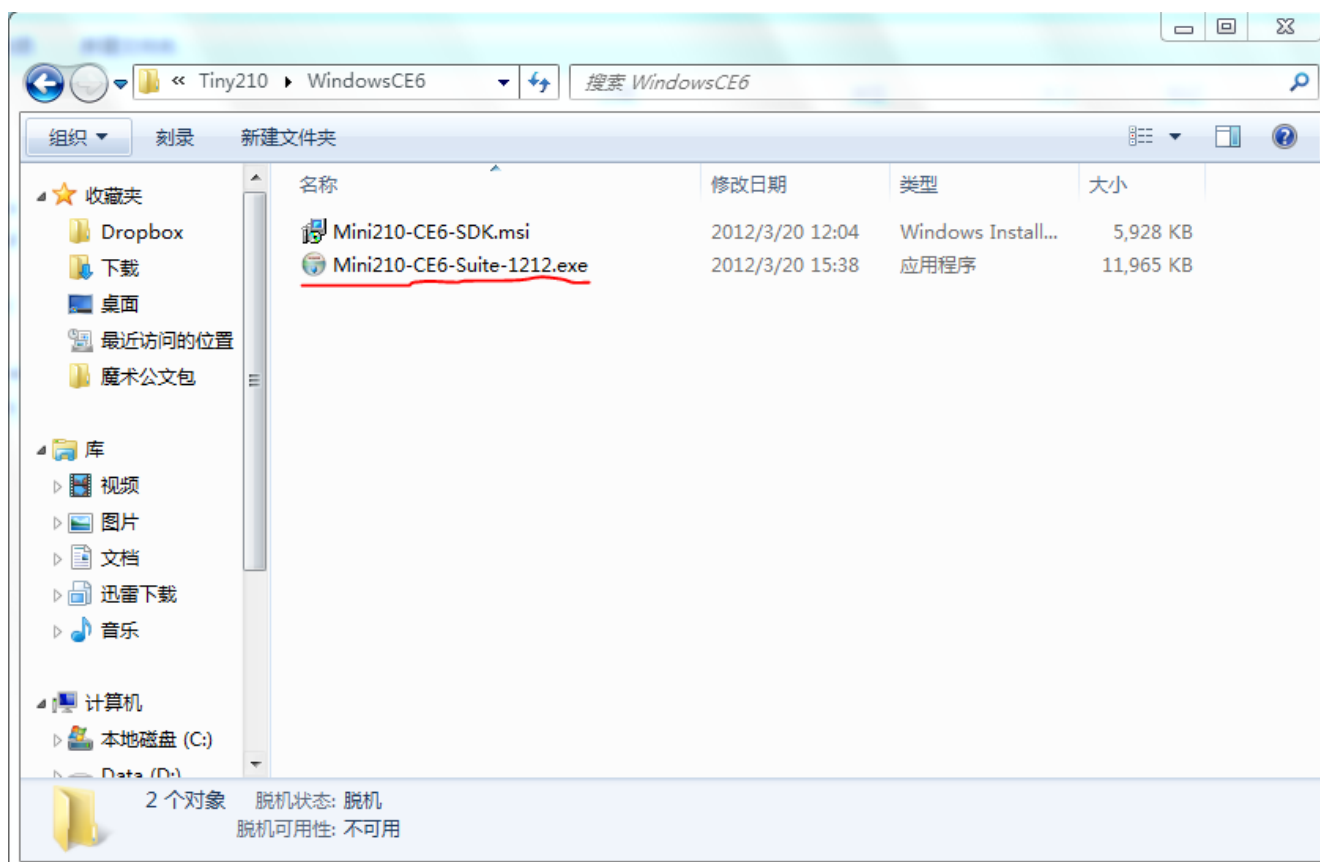 « Tiny210 ▸ WindowsCE6
搜索 WindowsCE6
组织 刻录 新建文件夹
名称 修改日期 类型 大小
Mini210-CE6-SDK.msi 2012/3/20 12:04 Windows Install... 5,928 KB
Mini210-CE6-Suite-1212.exe 2012/3/20 15:38 应用程序 11,965 KB
收藏夹
Dropbox
下载
桌面
最近访问的位置
魔术公文包
库
视频
图片
文档
迅雷下载
音乐
计算机
本地磁盘 (C:)
Data (D:)
2 个对象 脱机状态: 脱机
脱机可用性: 不可用